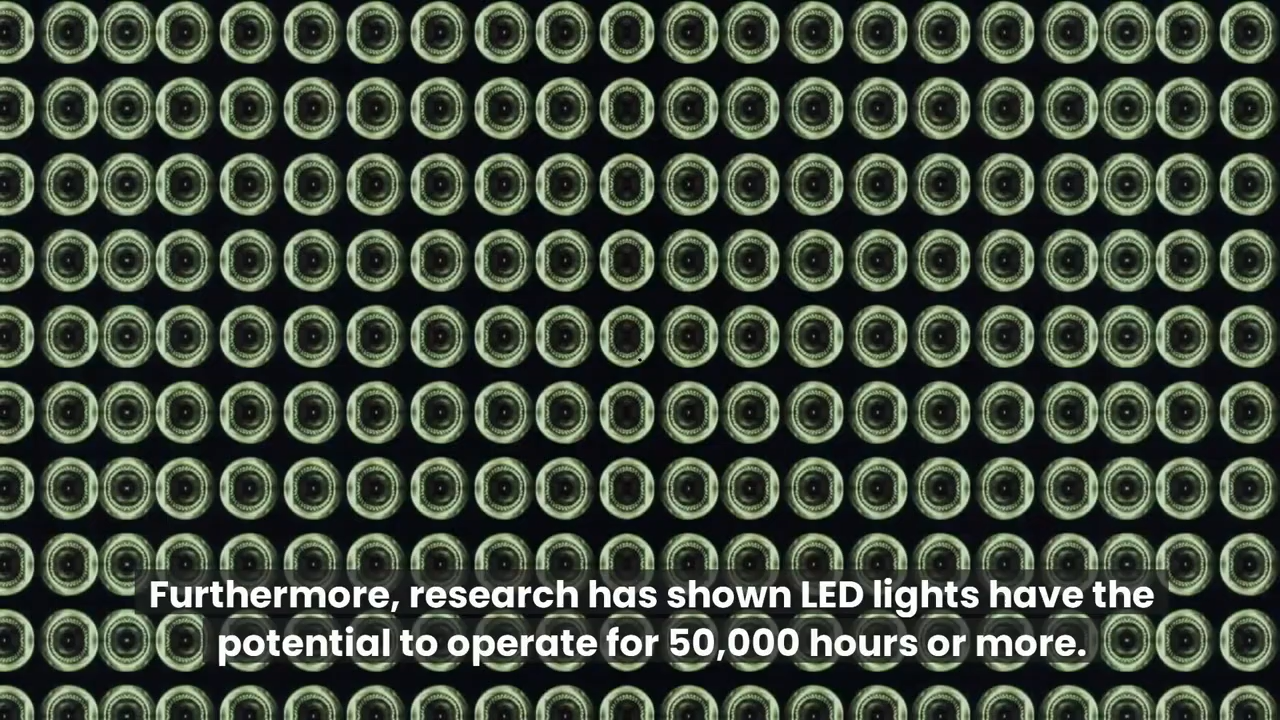 Furthermore, research has shown LED lights have the
potential to operate for 50,000 hours or more.